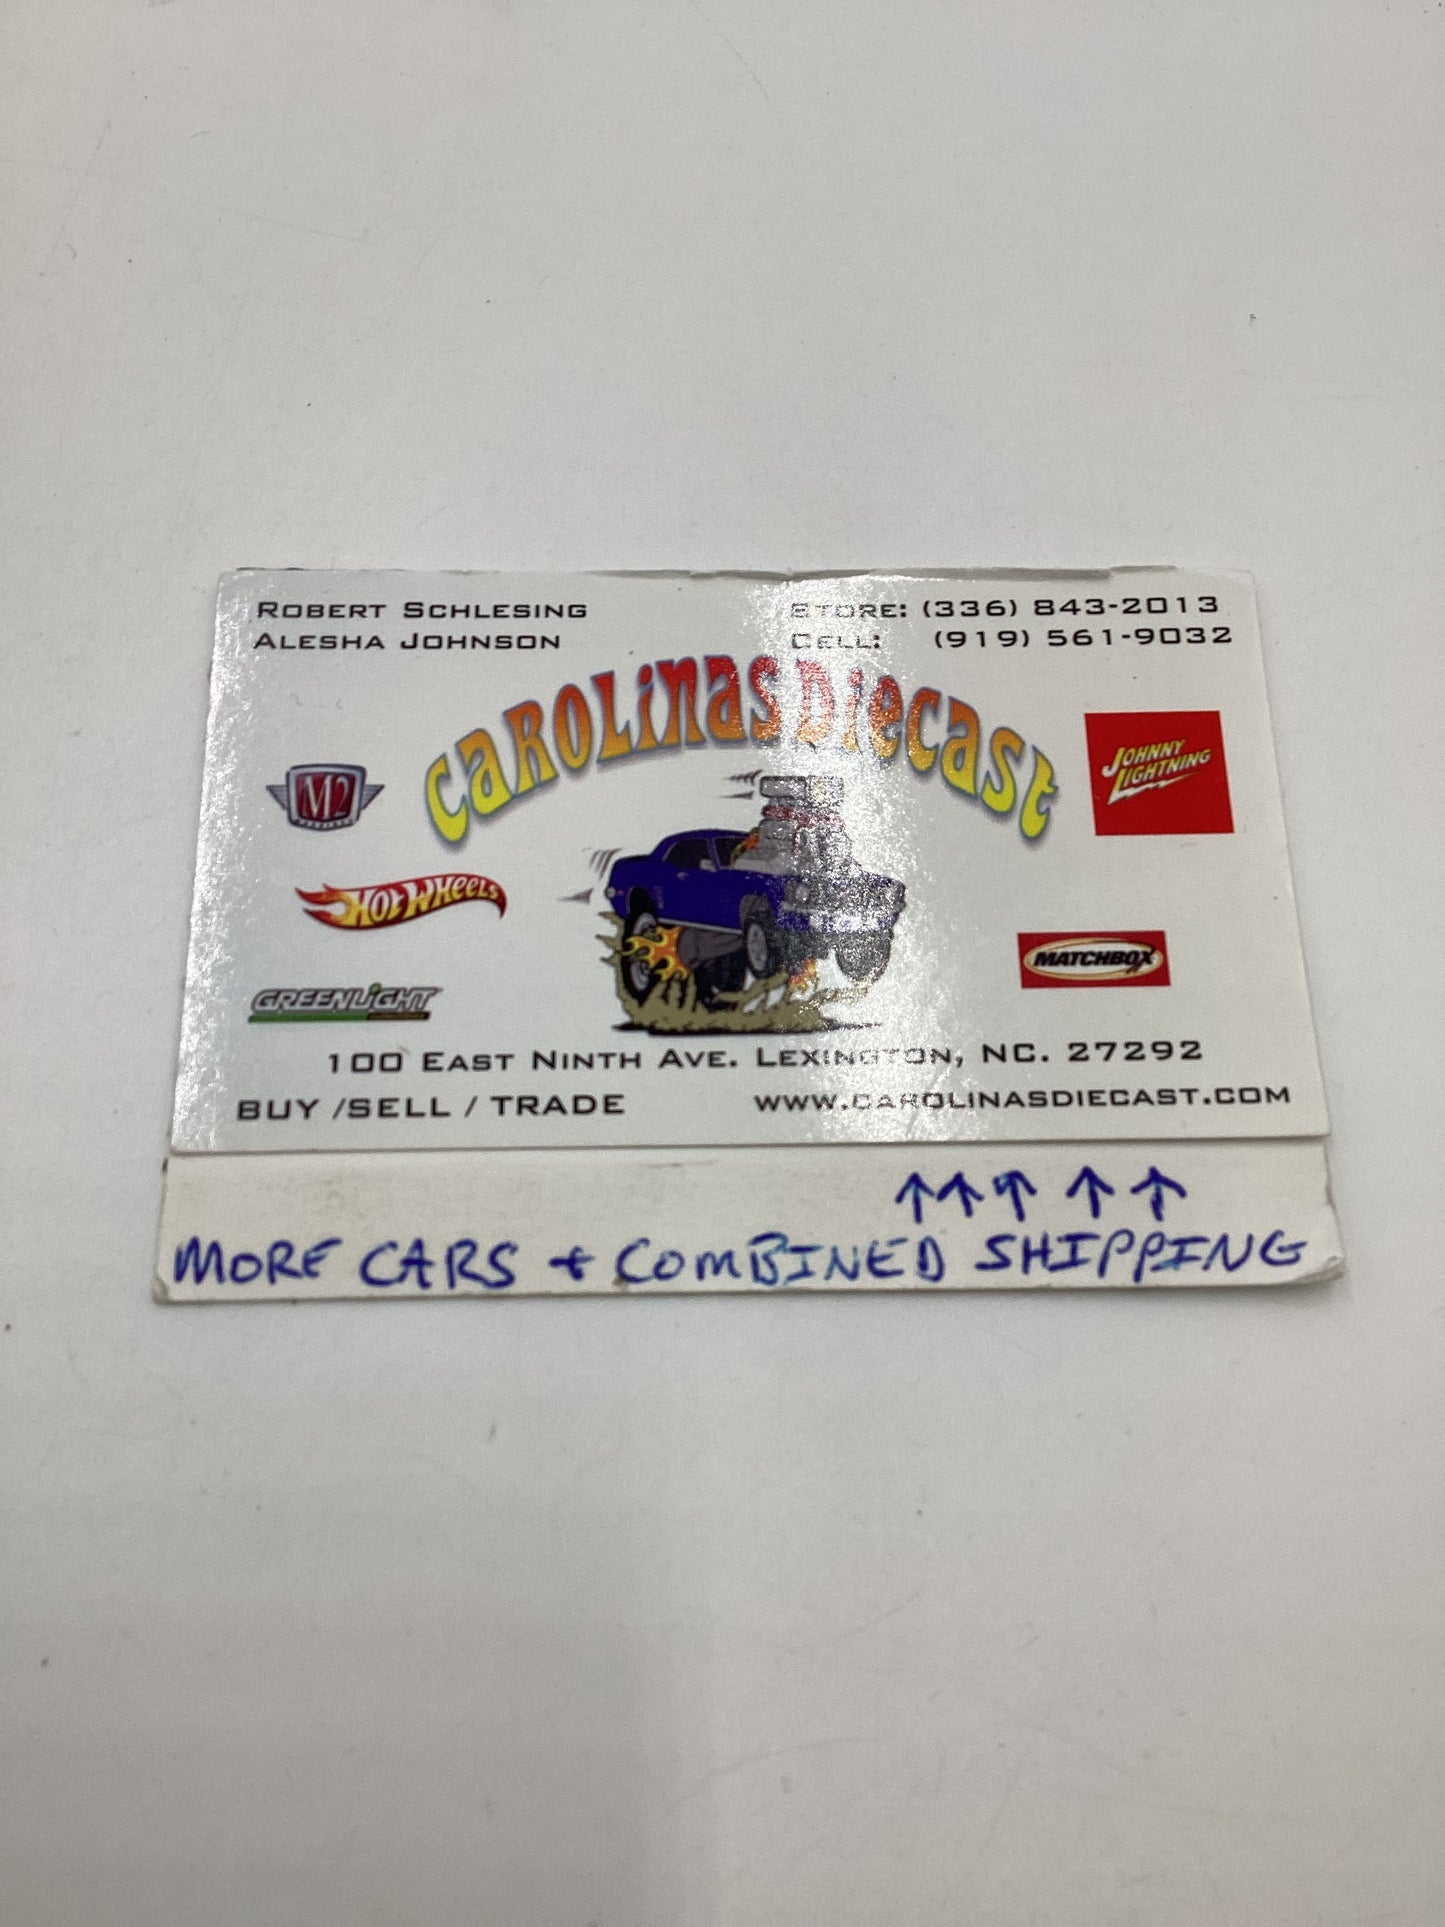 ROBERT SCHLESING
ALESHA JOHNSON
STORE: (336) 843-2013
CELL: (919) 561-9032
CAROLINAS DIECAST
M2
JOHNNY
LIGHTNING
HOT WHEELS
MATCHBOX
GREENLIGHT
100 EAST NINTH AVE. LEXINGTON, NC. 27292
BUY /SELL / TRADE
WWW.CAROLINASDIECAST.COM
↑↑↑↑↑
MORE CARS + COMBINED SHIPPING